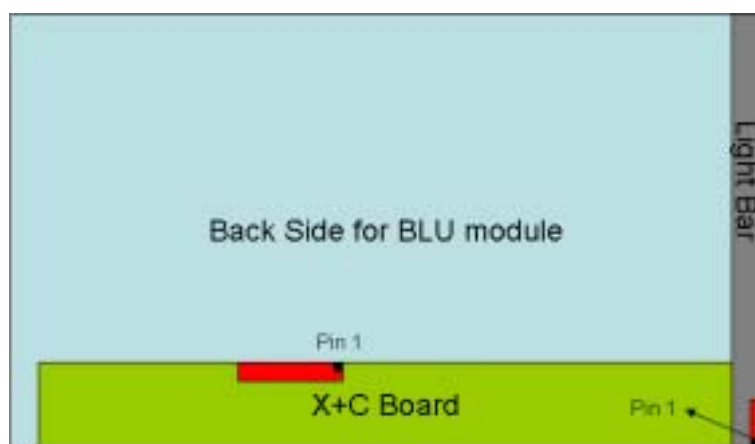 Light Bar
Back Side for BLU module
Pin 1
X+C Board
Pin 1